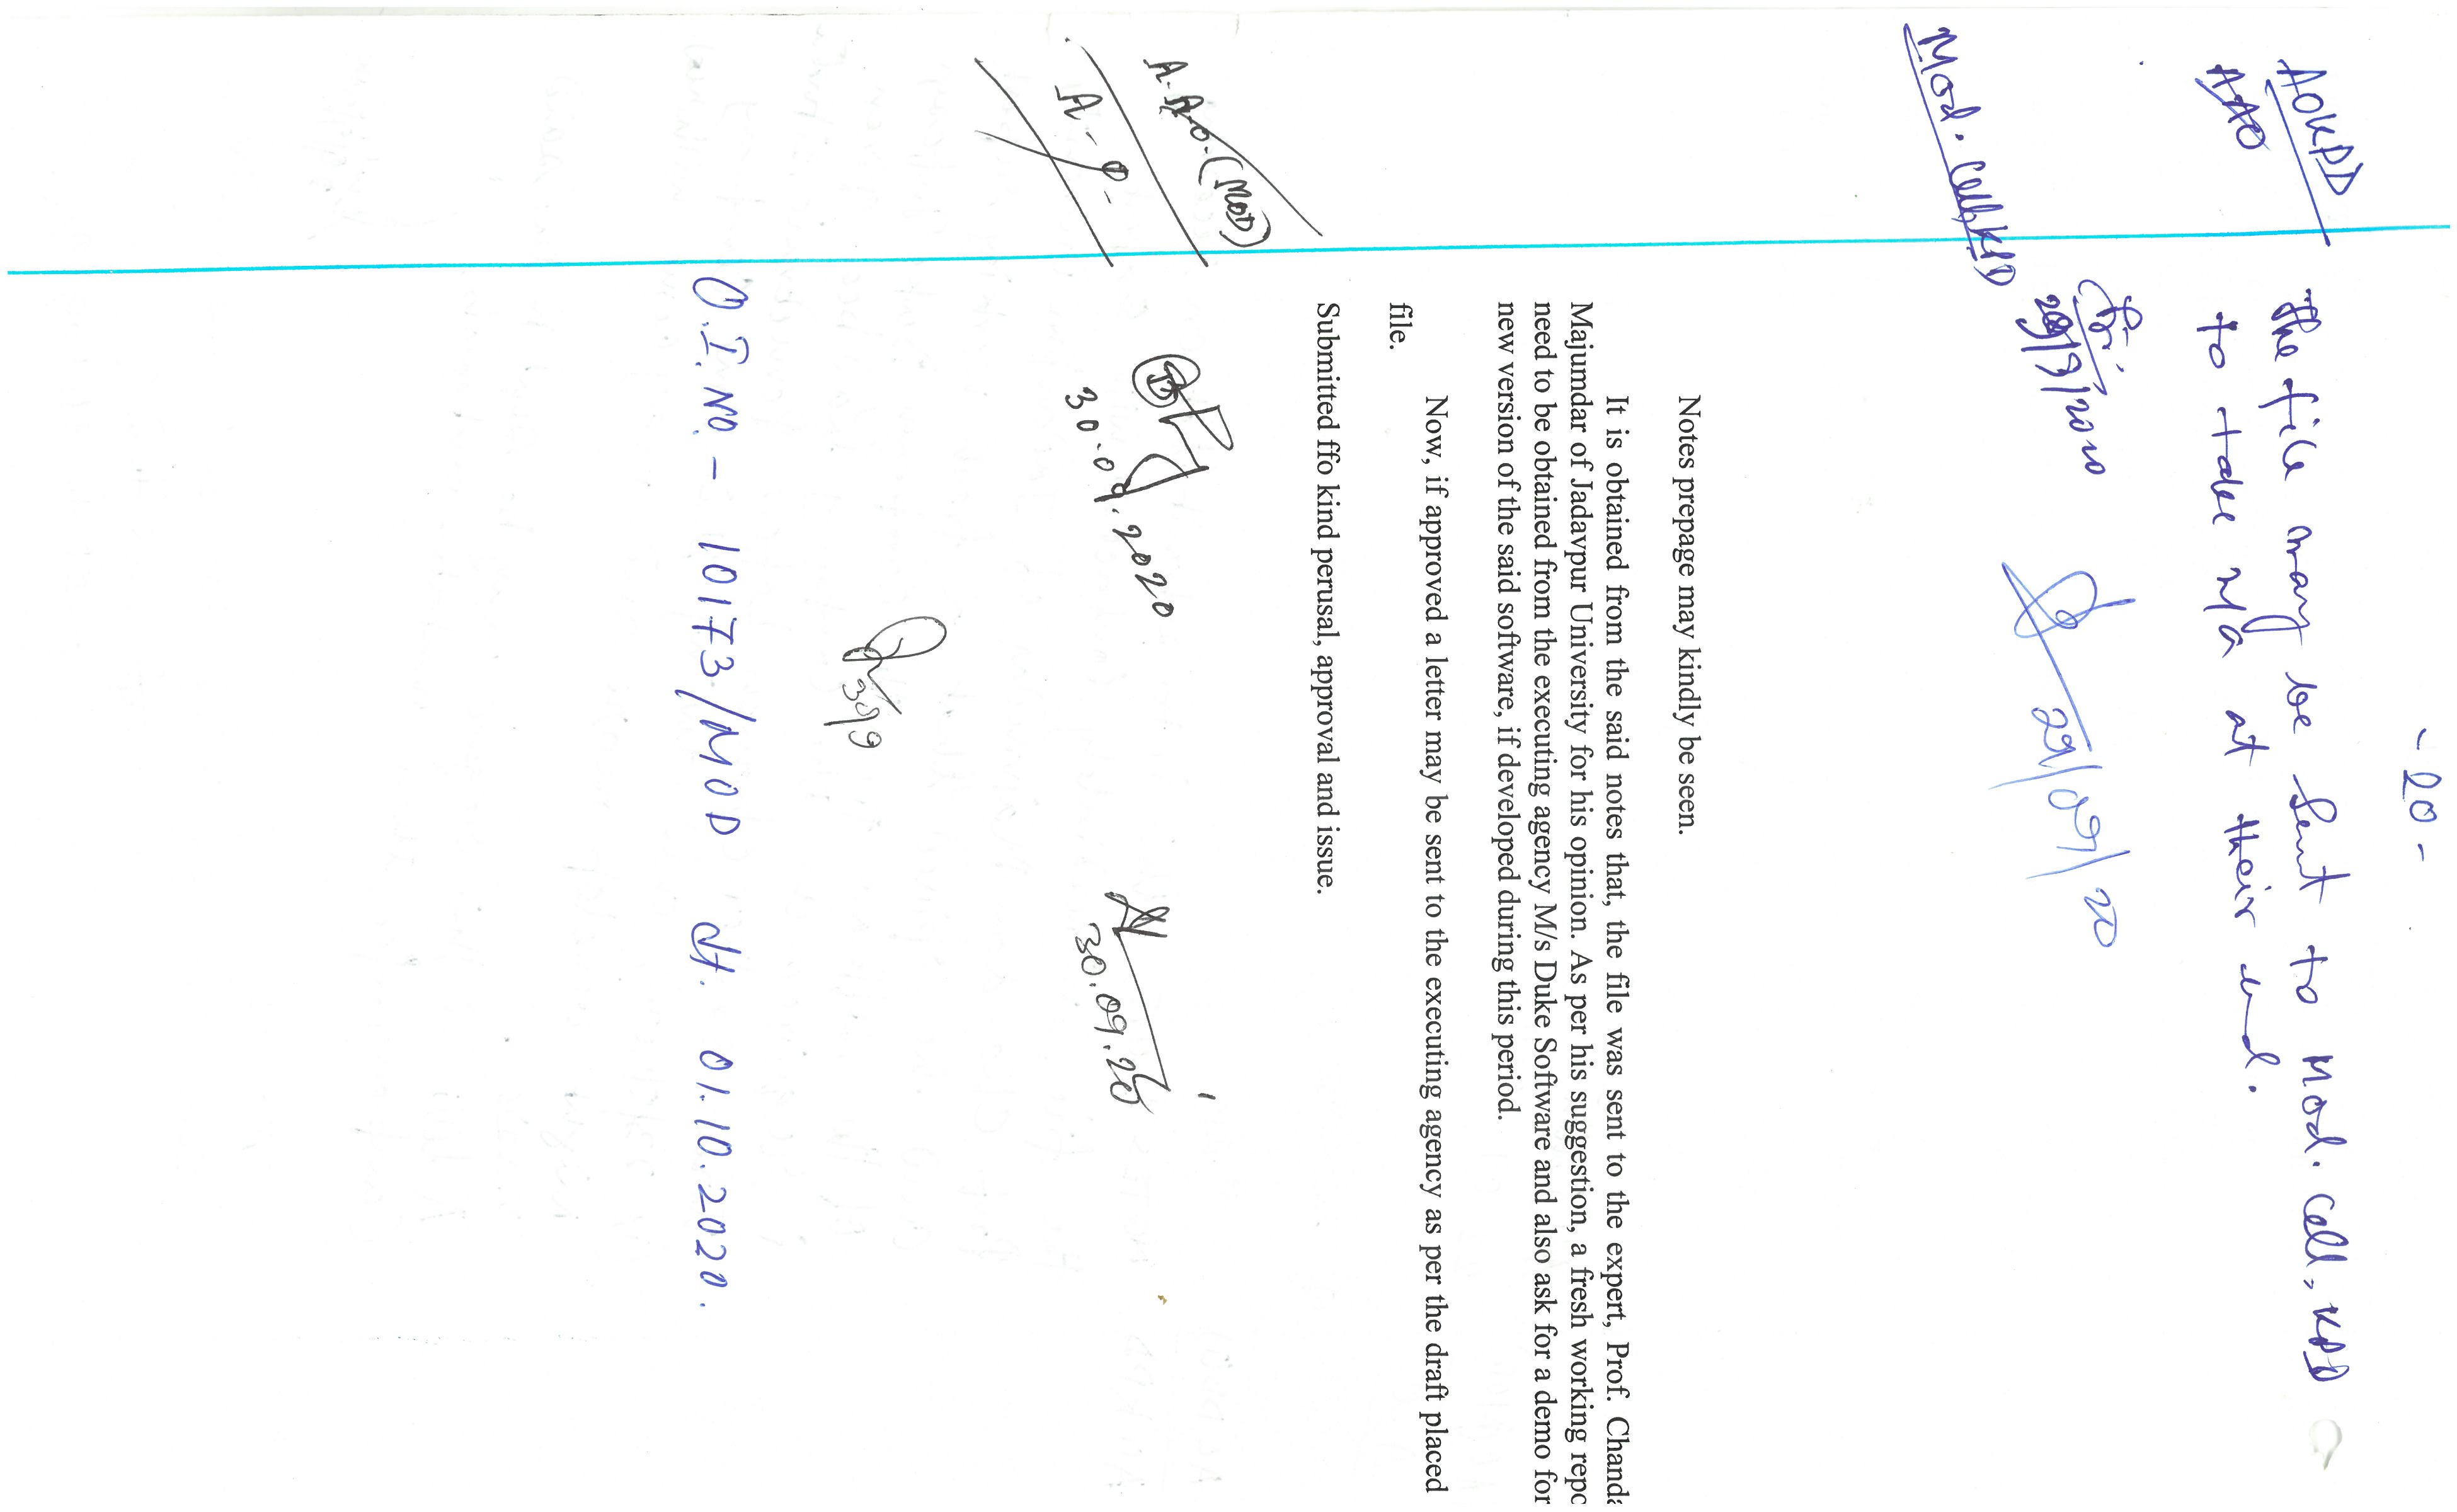 - 20 -
AOKPD
The file may be sent to Mod. Cell, KPD
AAO
to take n/a at their end.
29/9/2020
29/09/20
Mod. Cell, KPD
Notes prepage may kindly be seen.
It is obtained from the said notes that, the file was sent to the expert, Prof. Chanda
Majumdar of Jadavpur University for his opinion. As per his suggestion, a fresh working repo
need to be obtained from the executing agency M/s Duke Software and also ask for a demo for
new version of the said software, if developed during this period.
Now, if approved a letter may be sent to the executing agency as per the draft placed
file.
Submitted ffo kind perusal, approval and issue.
A.A.O.(MOD)
30.09.2020
30.09.20
A-O-
30/9
O.I. NO. - 10173/MOD dt. 01.10.2020.